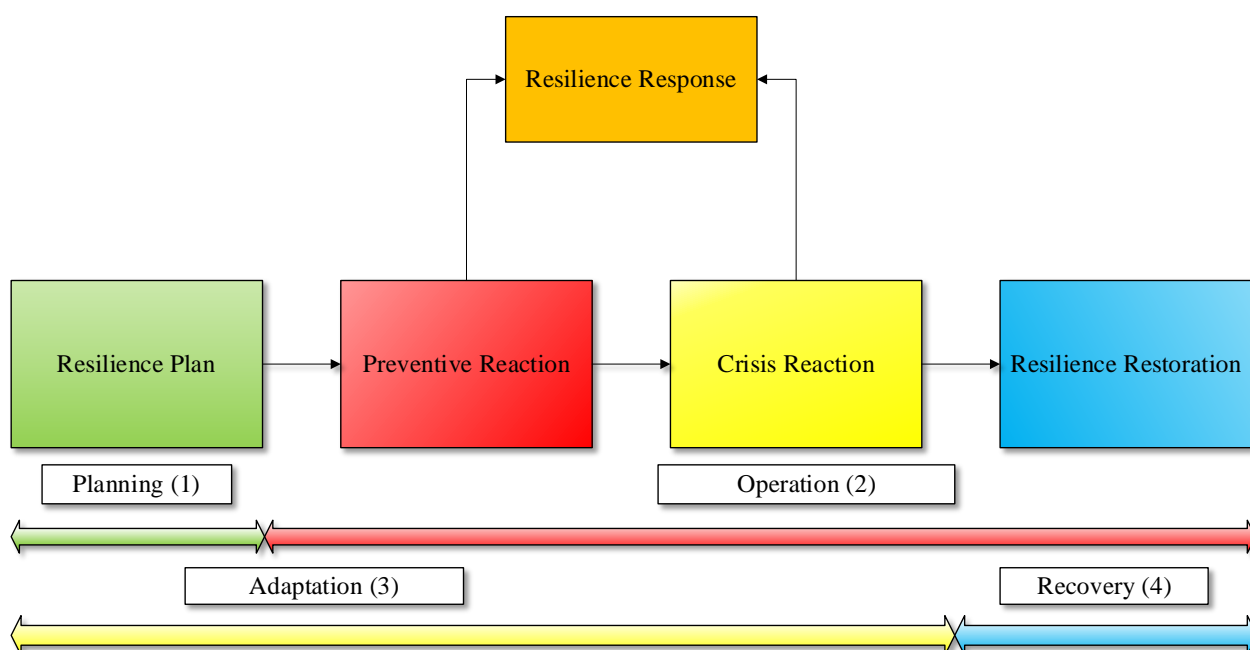 Resilience Response
Resilience Plan
Preventive Reaction
Crisis Reaction
Resilience Restoration
Planning (1)
Operation (2)
Adaptation (3)
Recovery (4)